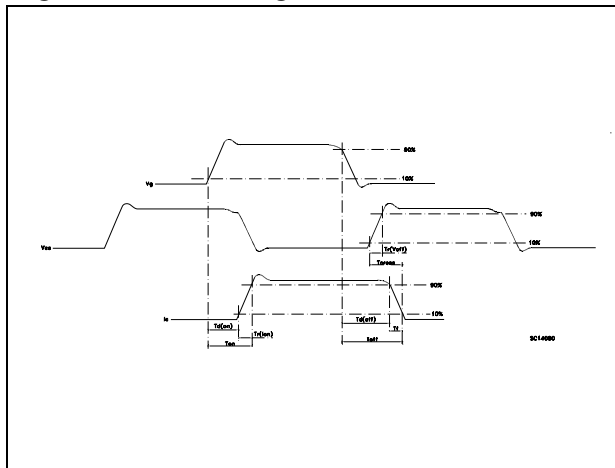 90%
Vg
10%
90%
Vce
10%
Tr(Voff)
Tcross
90%
Ic
10%
Td(on)
Td(off)
Tr(Ion)
Tf
Ton
Toff
SC14090